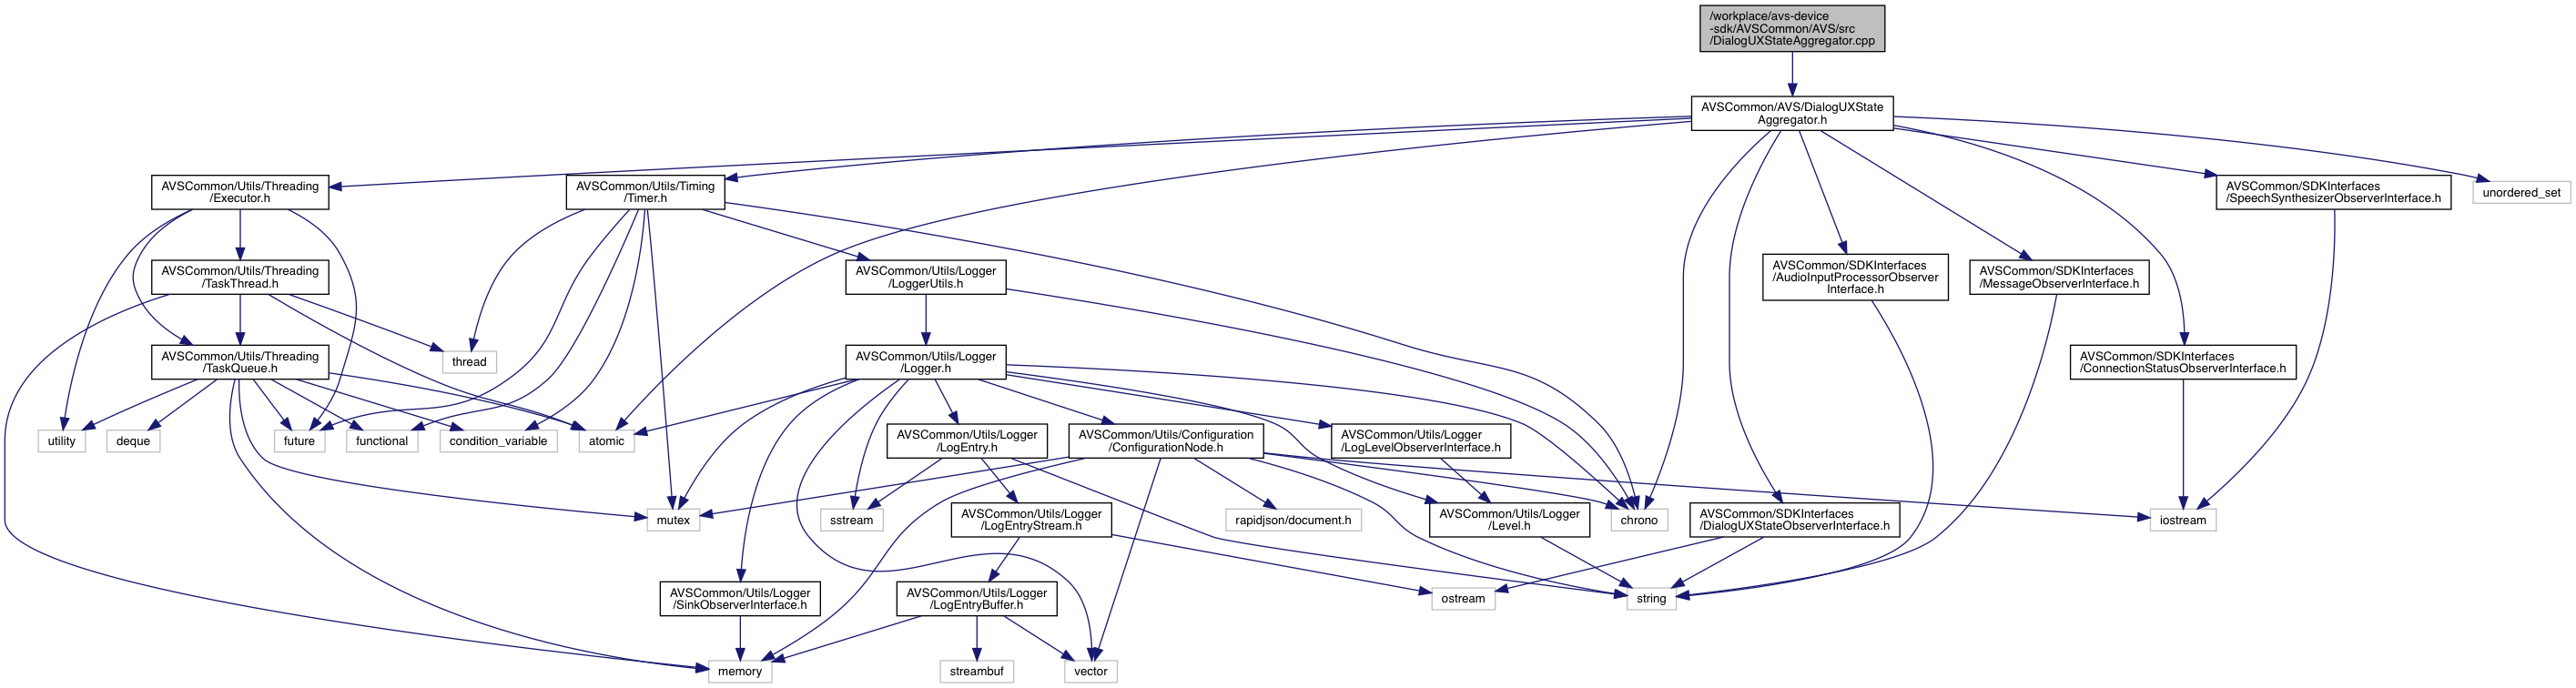 /workplace/avs-device
-sdk/AVSCommon/AVS/src
/DialogUXStateAggregator.cpp
AVSCommon/AVS/DialogUXState
Aggregator.h
AVSCommon/Utils/Threading
/Executor.h
AVSCommon/Utils/Timing
/Timer.h
AVSCommon/SDKInterfaces
/SpeechSynthesizerObserverInterface.h
unordered_set
AVSCommon/Utils/Threading
/TaskThread.h
AVSCommon/Utils/Logger
/LoggerUtils.h
AVSCommon/SDKInterfaces
/AudioInputProcessorObserver
Interface.h
AVSCommon/SDKInterfaces
/MessageObserverInterface.h
AVSCommon/Utils/Threading
/TaskQueue.h
thread
AVSCommon/Utils/Logger
/Logger.h
AVSCommon/SDKInterfaces
/ConnectionStatusObserverInterface.h
utility
deque
future
functional
condition_variable
atomic
AVSCommon/Utils/Logger
/LogEntry.h
AVSCommon/Utils/Configuration
/ConfigurationNode.h
AVSCommon/Utils/Logger
/LogLevelObserverInterface.h
mutex
sstream
AVSCommon/Utils/Logger
/LogEntryStream.h
rapidjson/document.h
AVSCommon/Utils/Logger
/Level.h
chrono
AVSCommon/SDKInterfaces
/DialogUXStateObserverInterface.h
iostream
AVSCommon/Utils/Logger
/SinkObserverInterface.h
AVSCommon/Utils/Logger
/LogEntryBuffer.h
ostream
string
memory
streambuf
vector